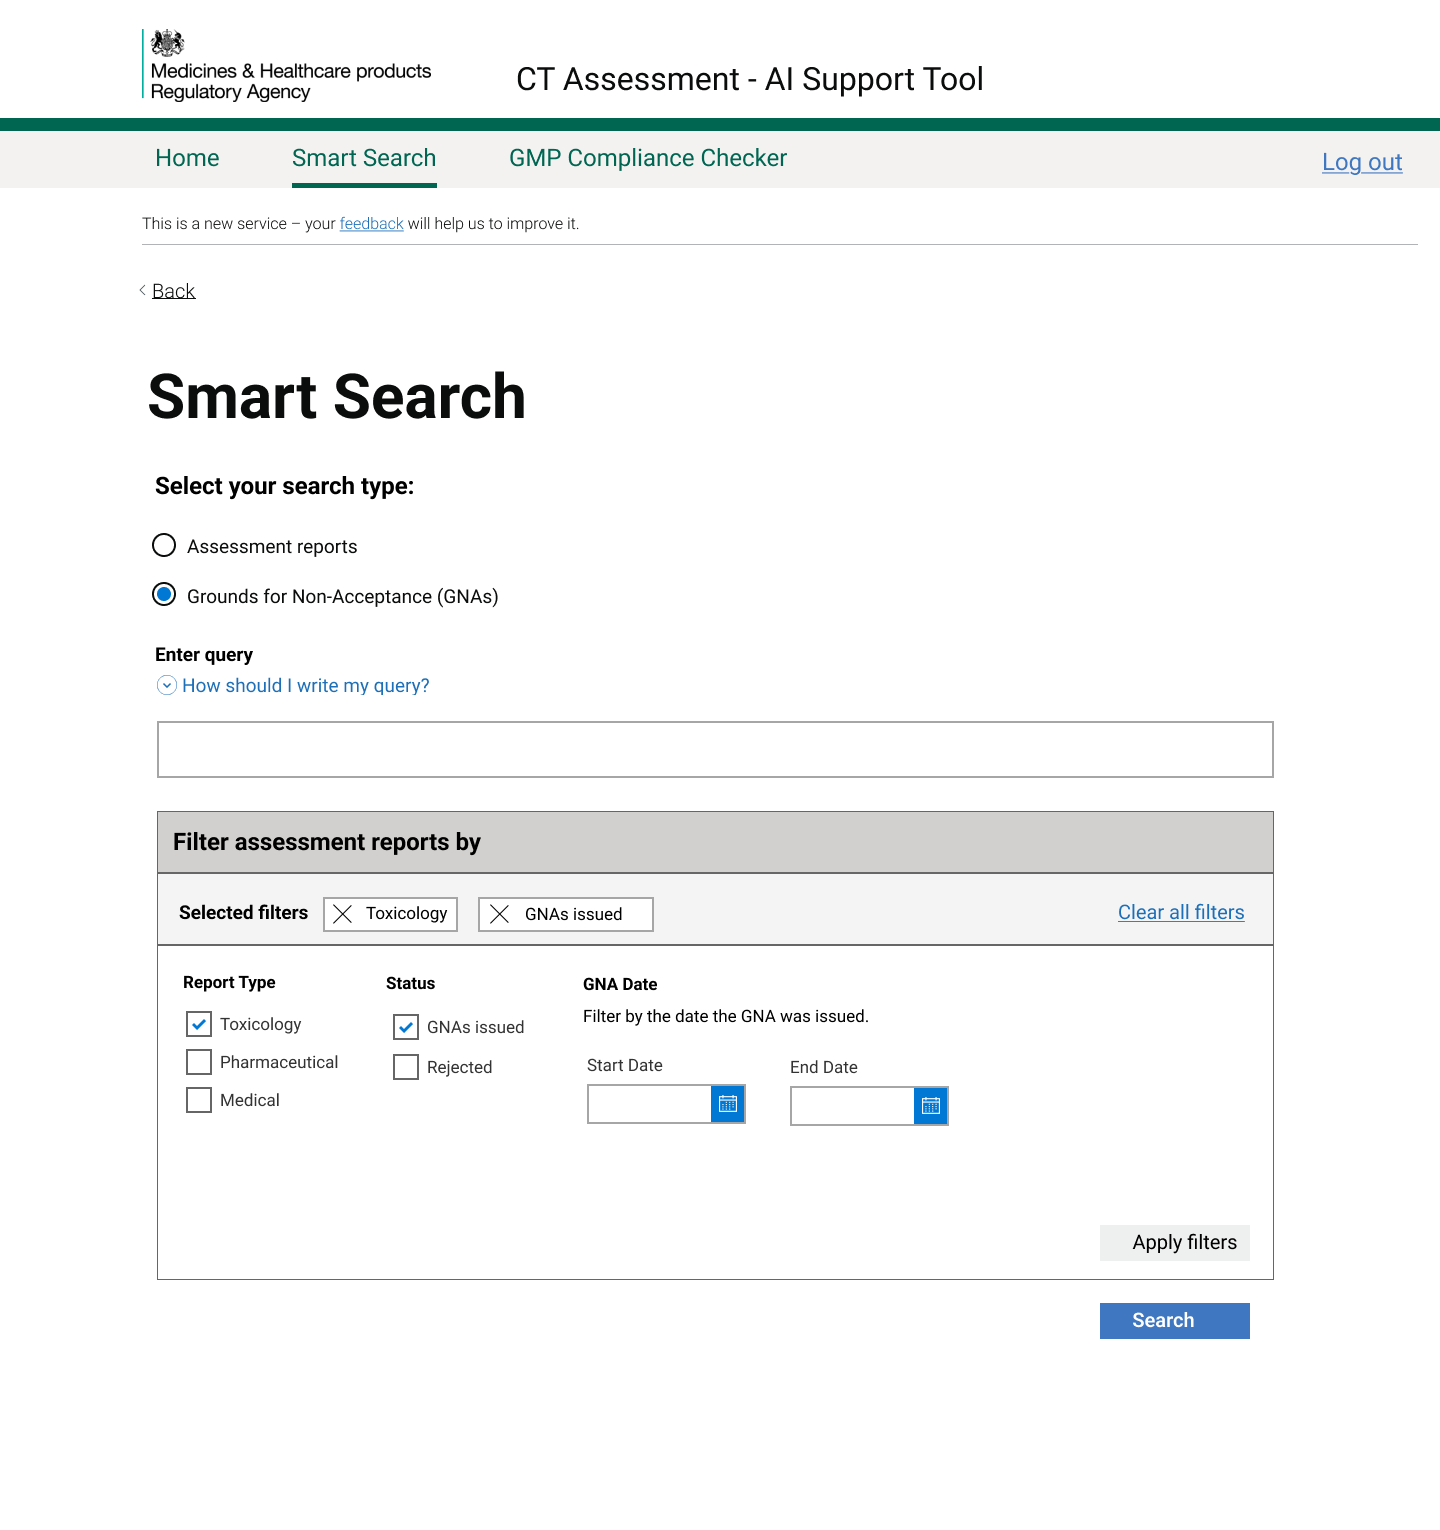 Medicines & Healthcare products
Regulatory Agency
CT Assessment - AI Support Tool
Home
Smart Search
GMP Compliance Checker
Log out
This is a new service – your feedback will help us to improve it.
Back
Smart Search
Select your search type:
Assessment reports
Grounds for Non-Acceptance (GNAs)
Enter query
How should I write my query?
Filter assessment reports by
Selected filters
Toxicology
GNAs issued
Clear all filters
Report Type
Toxicology
Pharmaceutical
Medical
Status
GNAs issued
Rejected
GNA Date
Filter by the date the GNA was issued.
Start Date
End Date
Apply filters
Search